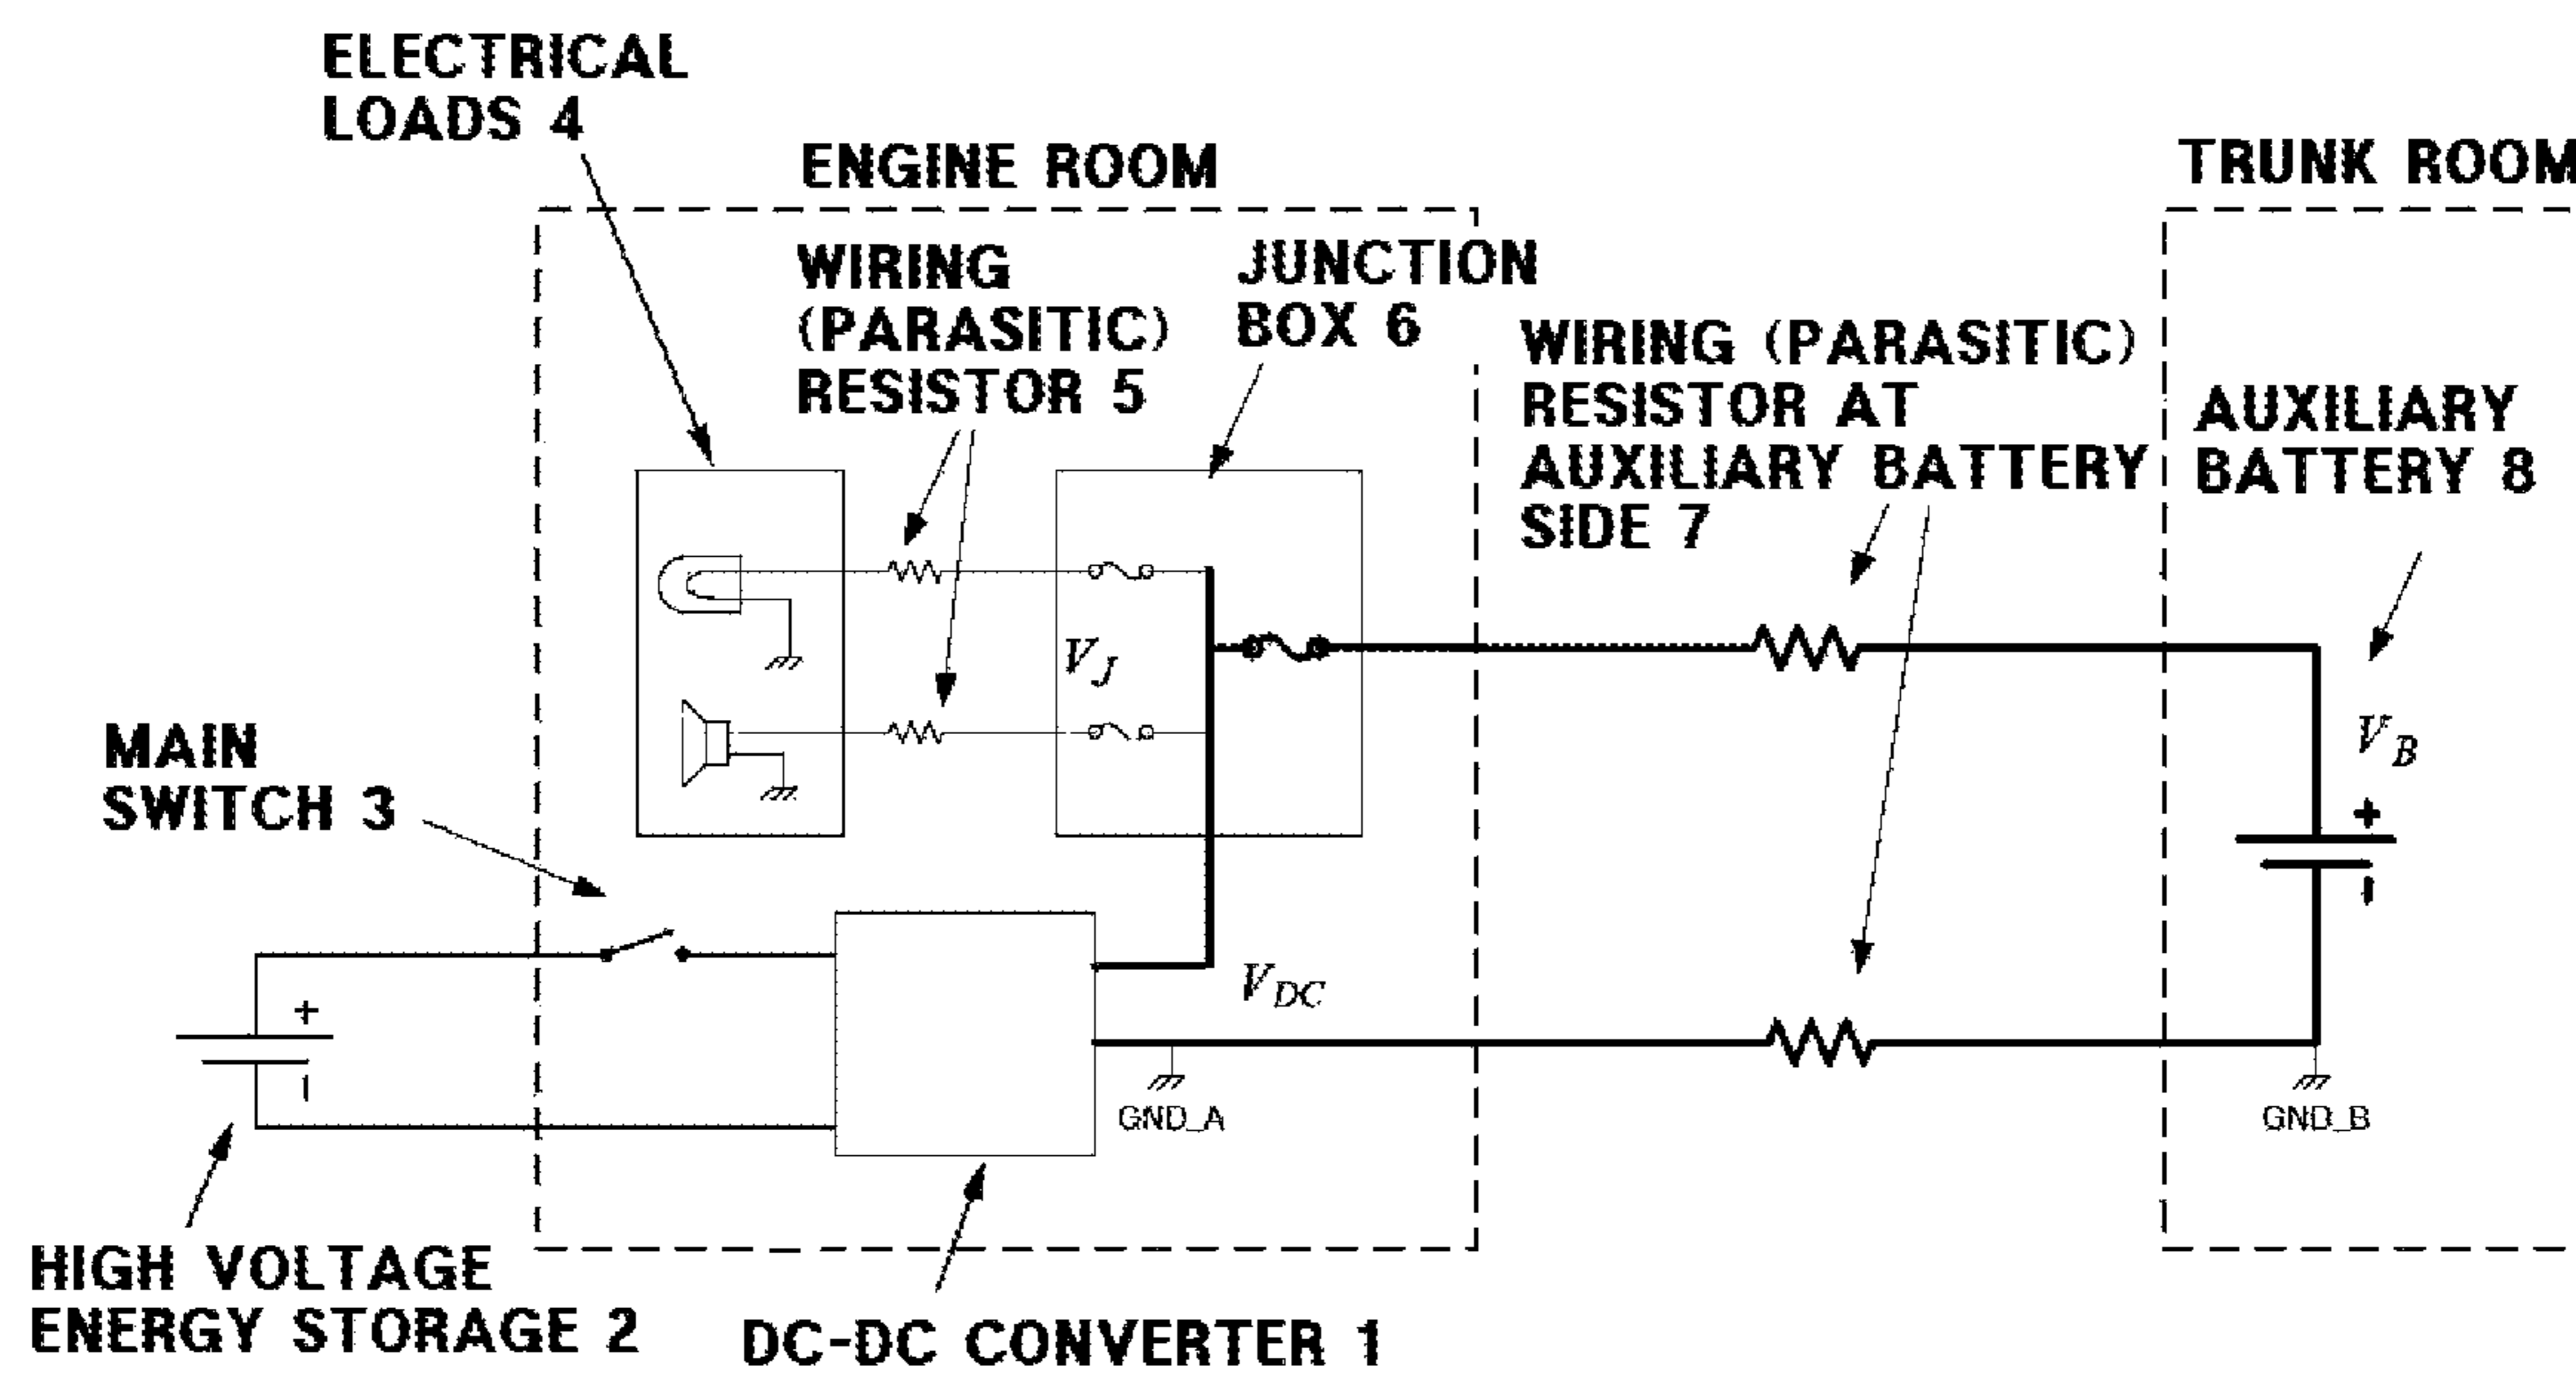 ELECTRICAL
LOADS 4
ENGINE ROOM
TRUNK ROOM
WIRING
(PARASITIC)
RESISTOR 5
JUNCTION
BOX 6
WIRING (PARASITIC)
RESISTOR AT
AUXILIARY BATTERY
SIDE 7
AUXILIARY
BATTERY 8
V_J
V_B
+
−
MAIN
SWITCH 3
V_DC
+
−
GND_A
GND_B
HIGH VOLTAGE
ENERGY STORAGE 2
DC-DC CONVERTER 1